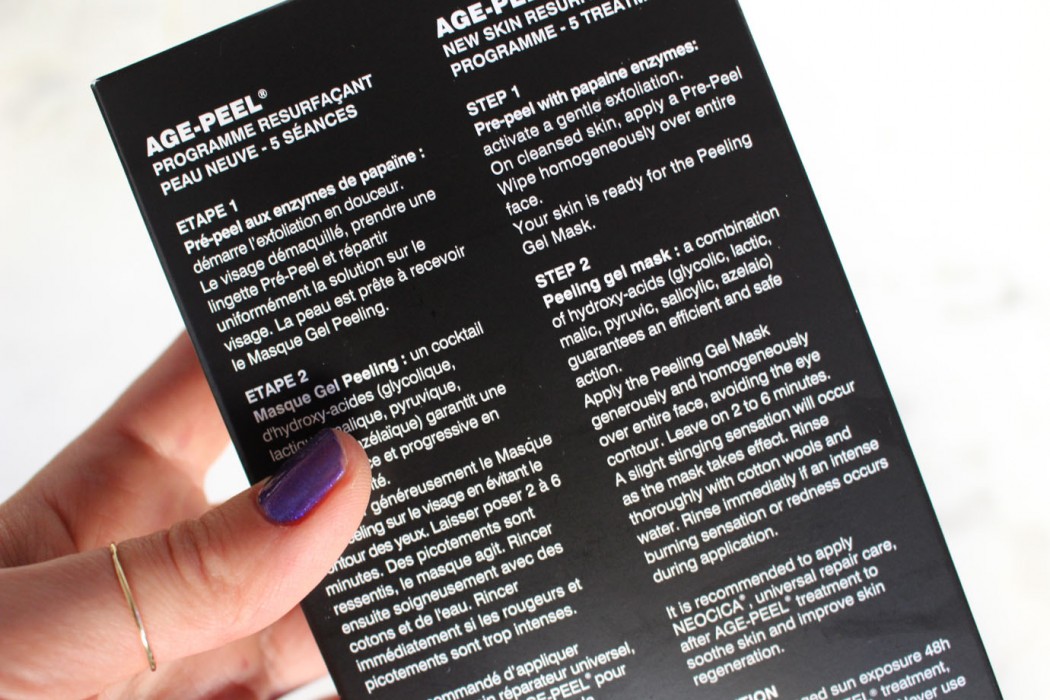 AGE-PEEL®
PROGRAMME RESURFAÇANT
PEAU NEUVE - 5 SÉANCES
ETAPE 1
Pré-peel aux enzymes de papaïne :
démarre l'exfoliation en douceur.
Le visage démaquillé, prendre une
lingette Pré-Peel et répartir
uniformément la solution sur le
visage. La peau est prête à recevoir
le Masque Gel Peeling.
ETAPE 2
Masque Gel Peeling : un cocktail
d'hydroxy-acides (glycolique,
pyruvique,
garantit une
et progressive en
généreusement le Masque
sur le visage en évitant le
des yeux. Laisser poser 2 à 6
minutes. Des picotements sont
ressentis, le masque agit. Rincer
ensuite soigneusement avec des
cotons et de l'eau. Rincer
immédiatement si les rougeurs et
picotements sont trop intenses.
d'appliquer
réparateur universel,
pour
NEW SKIN
PROGRAMME - 5
STEP 1
Pre-peel with papaine enzymes:
activate a gentle exfoliation.
On cleansed skin, apply a Pre-Peel
Wipe homogeneously over entire
face.
Your skin is ready for the Peeling
Gel Mask.
STEP 2
Peeling gel mask : a combination
of hydroxy-acids (glycolic, lactic,
malic, pyruvic, salicylic, azelaic)
guarantees an efficient and safe
action.
Apply the Peeling Gel Mask
generously and homogeneously
over entire face, avoiding the eye
contour. Leave on 2 to 6 minutes.
A slight stinging sensation will occur
as the mask takes effect. Rinse
thoroughly with cotton wools and
water. Rinse immediatly if an intense
burning sensation or redness occurs
during application.
It is recommended to apply
NEOCICA®, universal repair care,
after AGE-PEEL® treatment to
soothe skin and improve skin
regeneration.
sun exposure 48h
treatment,
use